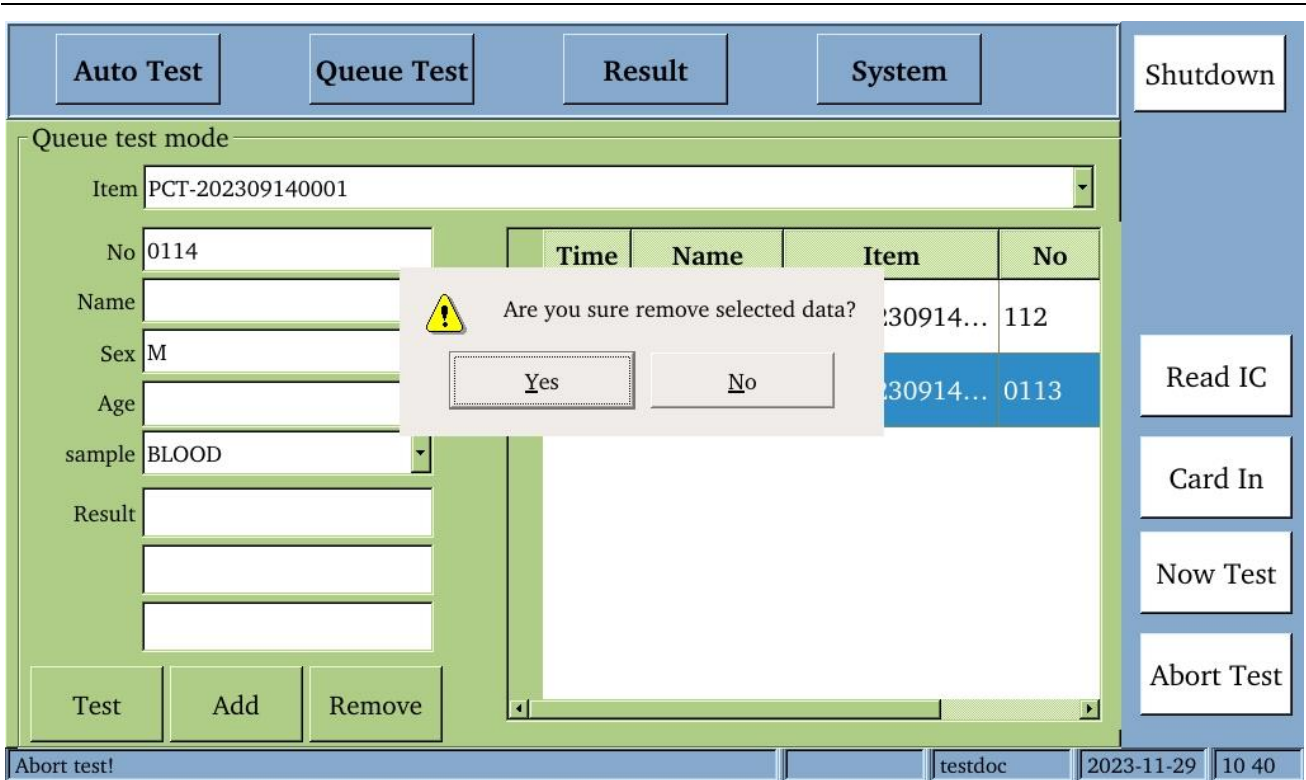 Auto Test
Queue Test
Result
System
Shutdown
Queue test mode
Item PCT-202309140001
No 0114
Name
Sex M
Age
sample BLOOD
Result
Time Name Item No
30914... 112
230914... 0113
Are you sure remove selected data?
Yes No
Read IC
Card In
Now Test
Abort Test
Test Add Remove
Abort test! testdoc 2023-11-29 10 40